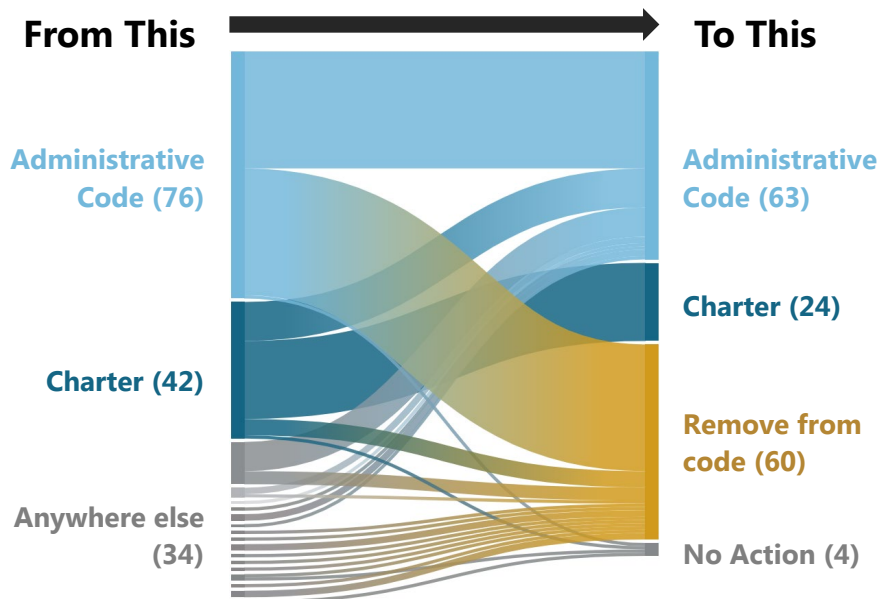 From This
To This
Administrative
Code (76)
Charter (42)
Anywhere else
(34)
Administrative
Code (63)
Charter (24)
Remove from
code (60)
No Action (4)